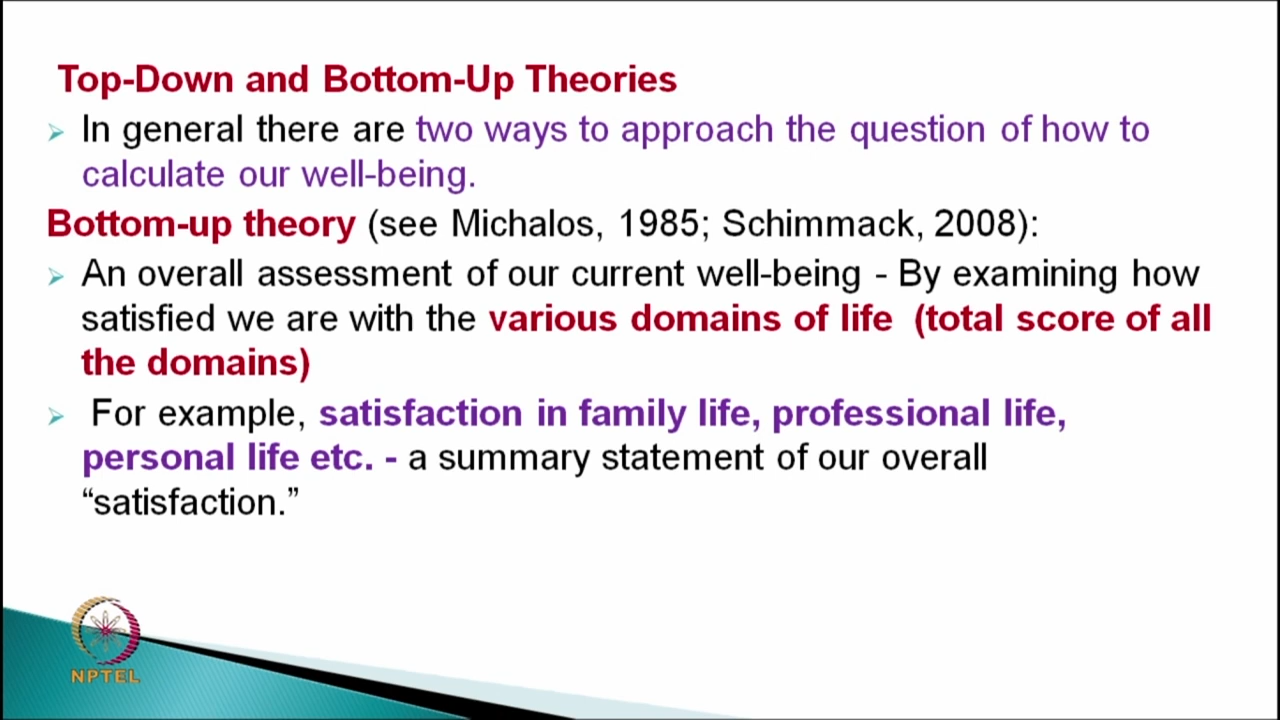 Top-Down and Bottom-Up Theories
➢ In general there are two ways to approach the question of how to
calculate our well-being.
Bottom-up theory (see Michalos, 1985; Schimmack, 2008):
➢ An overall assessment of our current well-being - By examining how
satisfied we are with the various domains of life (total score of all
the domains)
➢ For example, satisfaction in family life, professional life,
personal life etc. - a summary statement of our overall
“satisfaction.”
NPTEL